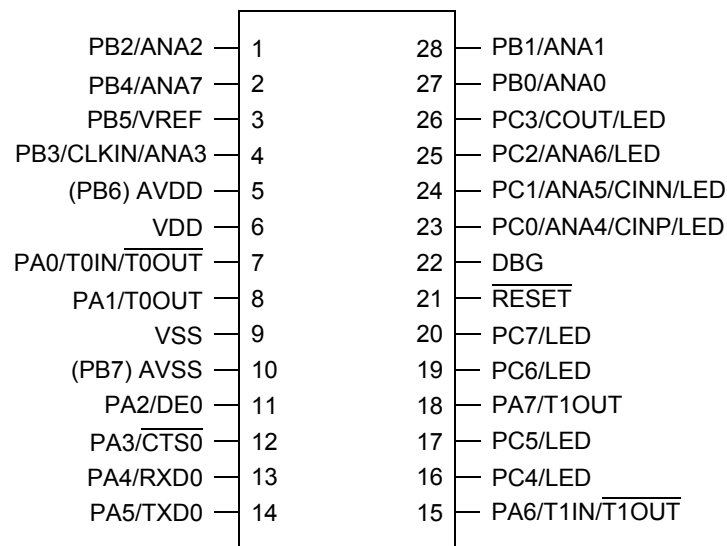 PB2/ANA2 1 28 PB1/ANA1
PB4/ANA7 2 27 PB0/ANA0
PB5/VREF 3 26 PC3/COUT/LED
PB3/CLKIN/ANA3 4 25 PC2/ANA6/LED
(PB6) AVDD 5 24 PC1/ANA5/CINN/LED
VDD 6 23 PC0/ANA4/CINP/LED
PA0/T0IN/T̅0̅O̅U̅T̅ 7 22 DBG
PA1/T0OUT 8 21 R̅E̅S̅E̅T̅
VSS 9 20 PC7/LED
(PB7) AVSS 10 19 PC6/LED
PA2/DE0 11 18 PA7/T1OUT
PA3/C̅T̅S̅0̅ 12 17 PC5/LED
PA4/RXD0 13 16 PC4/LED
PA5/TXD0 14 15 PA6/T1IN/T̅1̅O̅U̅T̅